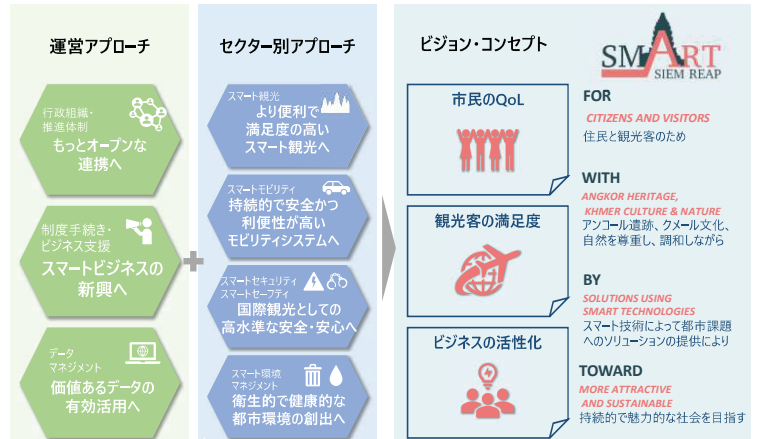 運営アプローチ
行政組織・
推進体制
もっとオープンな
連携へ
制度手続き・
ビジネス支援
スマートビジネスの
新興へ
データ
マネジメント
価値あるデータの
有効活用へ
+
セクター別アプローチ
スマート観光
より便利で
満足度の高い
スマート観光へ
スマートモビリティ
持続的で安全かつ
利便性が高い
モビリティシステムへ
スマートセキュリティ
スマートセーフティ
国際観光としての
高水準な安全・安心へ
スマート環境
マネジメント
衛生的で健康的な
都市環境の創出へ
ビジョン・コンセプト
SMART
SIEM REAP
市民のQoL
観光客の満足度
ビジネスの活性化
FOR
CITIZENS AND VISITORS
住民と観光客のため
WITH
ANGKOR HERITAGE,
KHMER CULTURE & NATURE
アンコール遺跡、クメール文化、
自然を尊重し、調和しながら
BY
SOLUTIONS USING
SMART TECHNOLOGIES
スマート技術によって都市課題
へのソリューションの提供により
TOWARD
MORE ATTRACTIVE
AND SUSTAINABLE
持続的で魅力的な社会を目指す